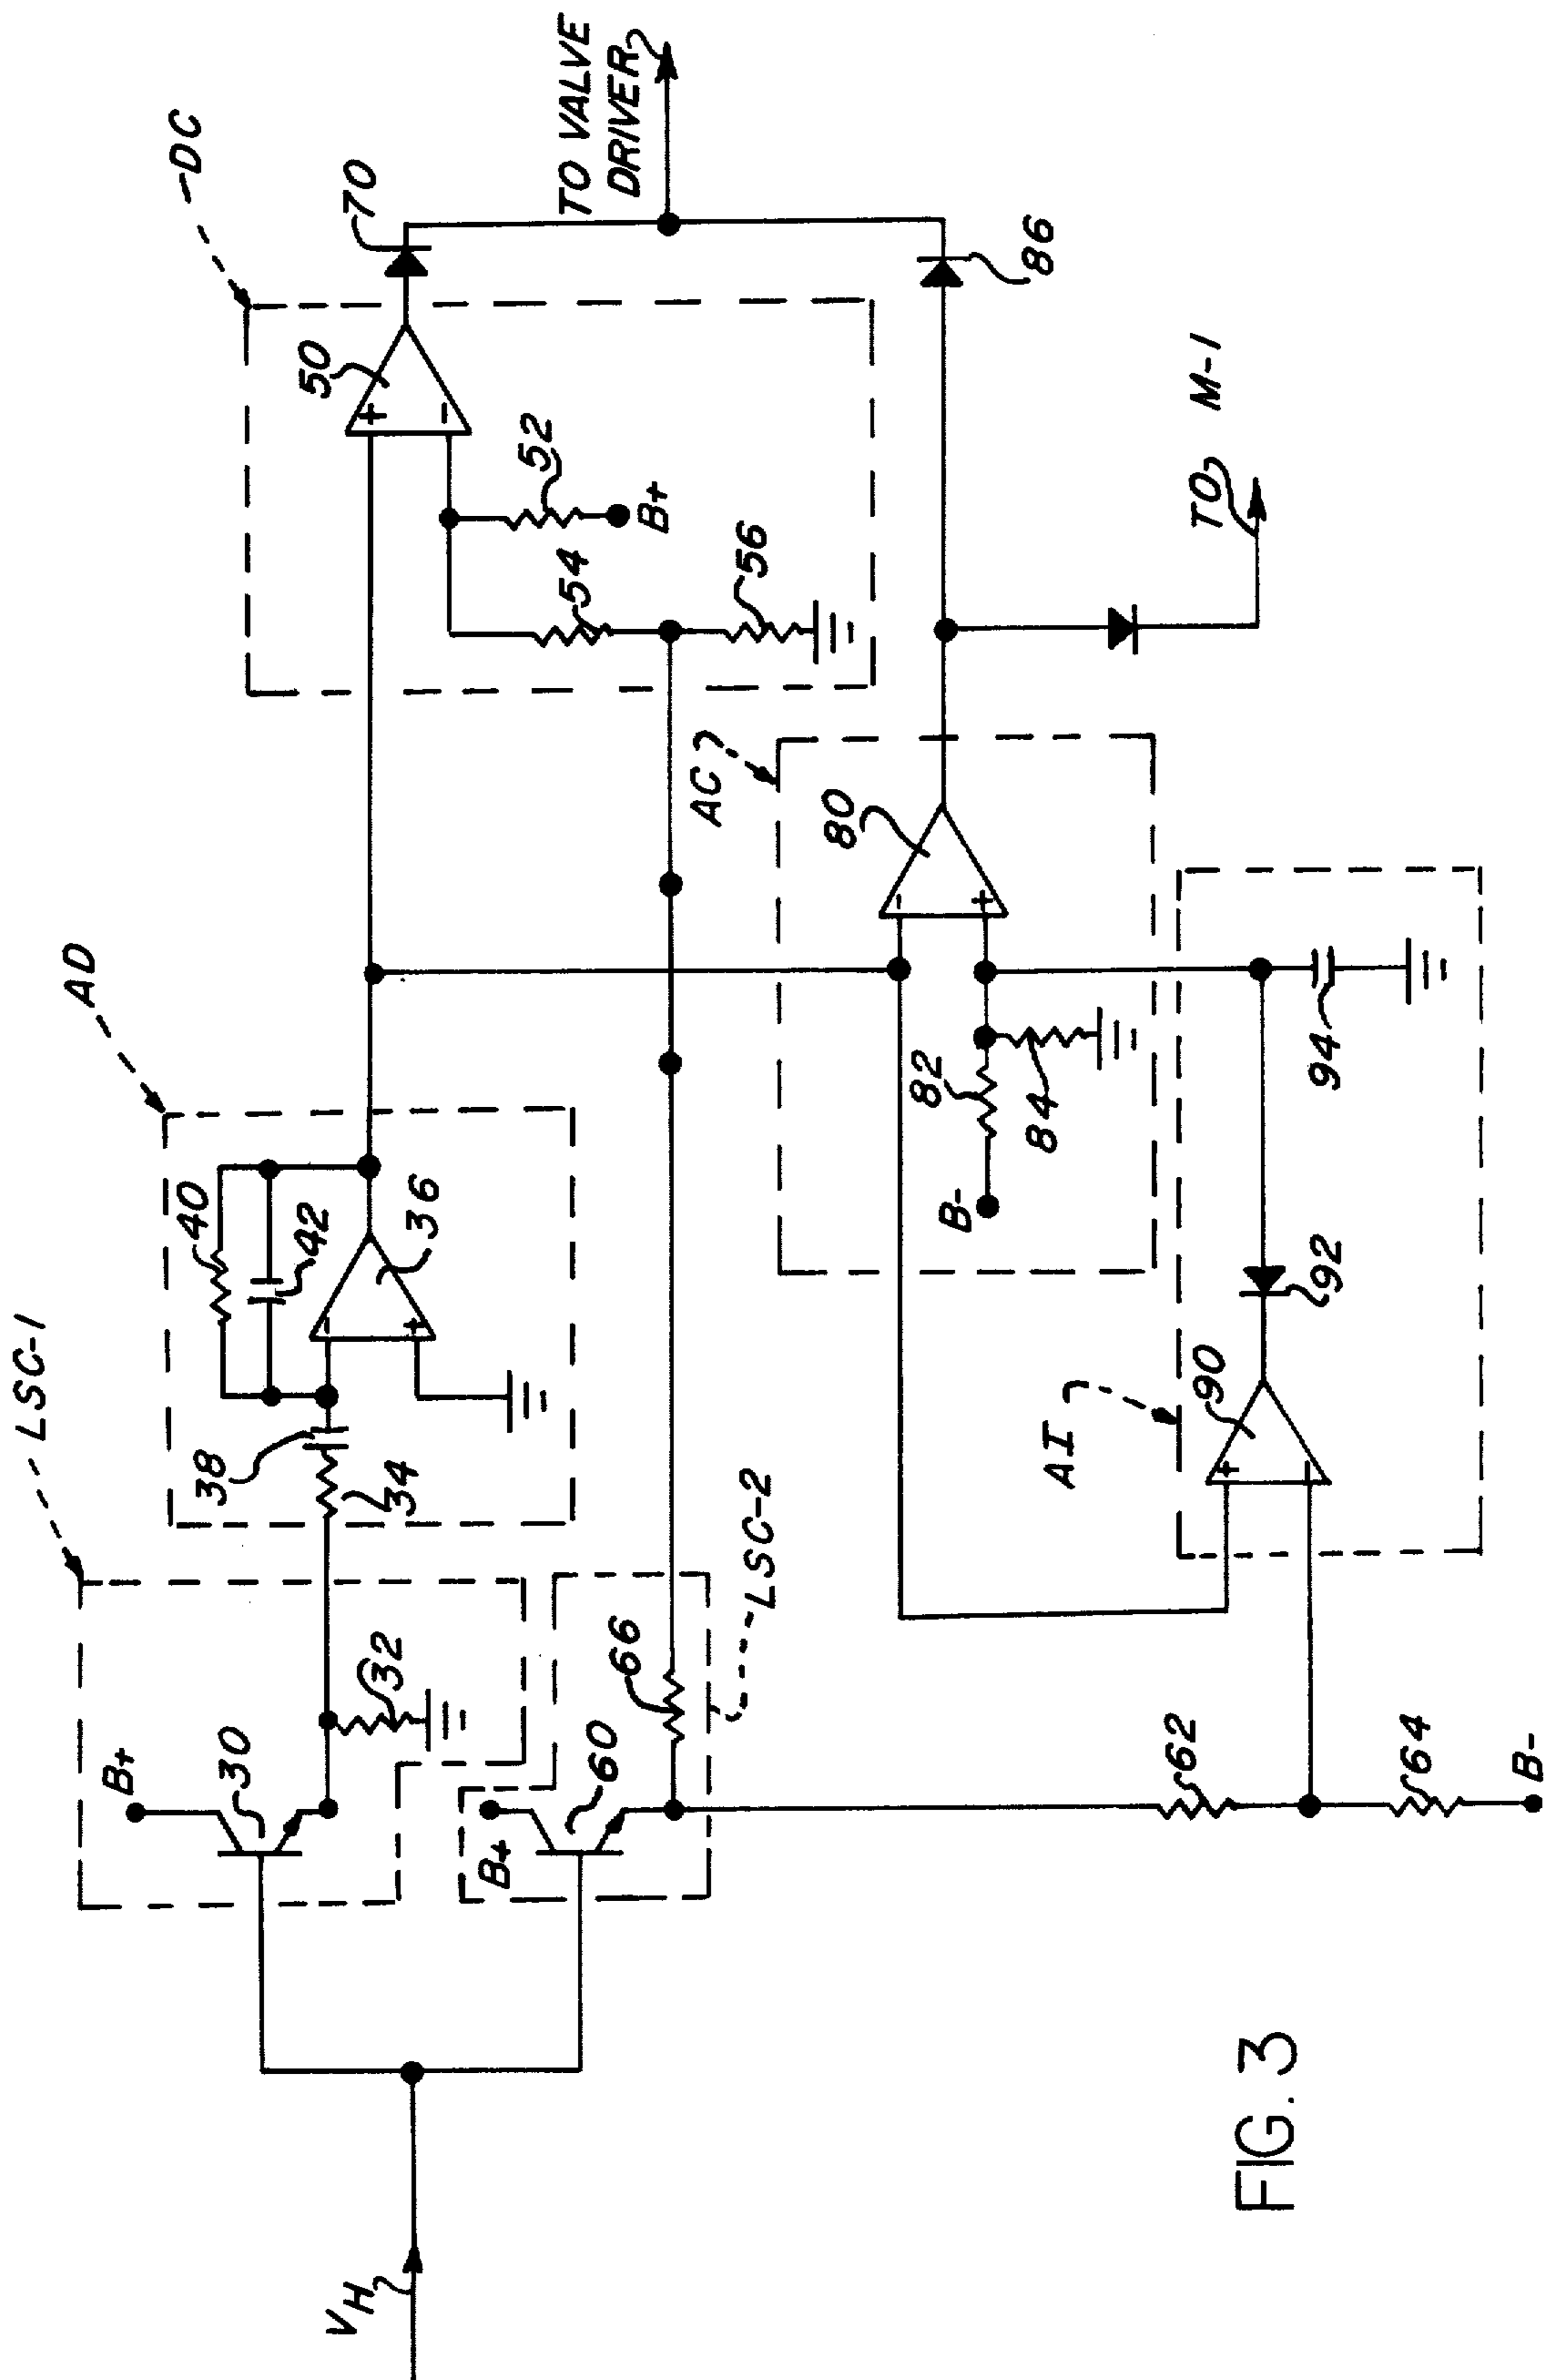 VH
B+
30
32
LSC-1
B+
60
66
LSC-2
38
34
40
42
36
AD
62
64
B-
DC
50
+
-
52
B+
54
56
70
TO VALVE
DRIVER
86
AC
80
-
+
82
84
B-
TO M-1
AI
90
+
-
92
94
-
+
FIG. 3